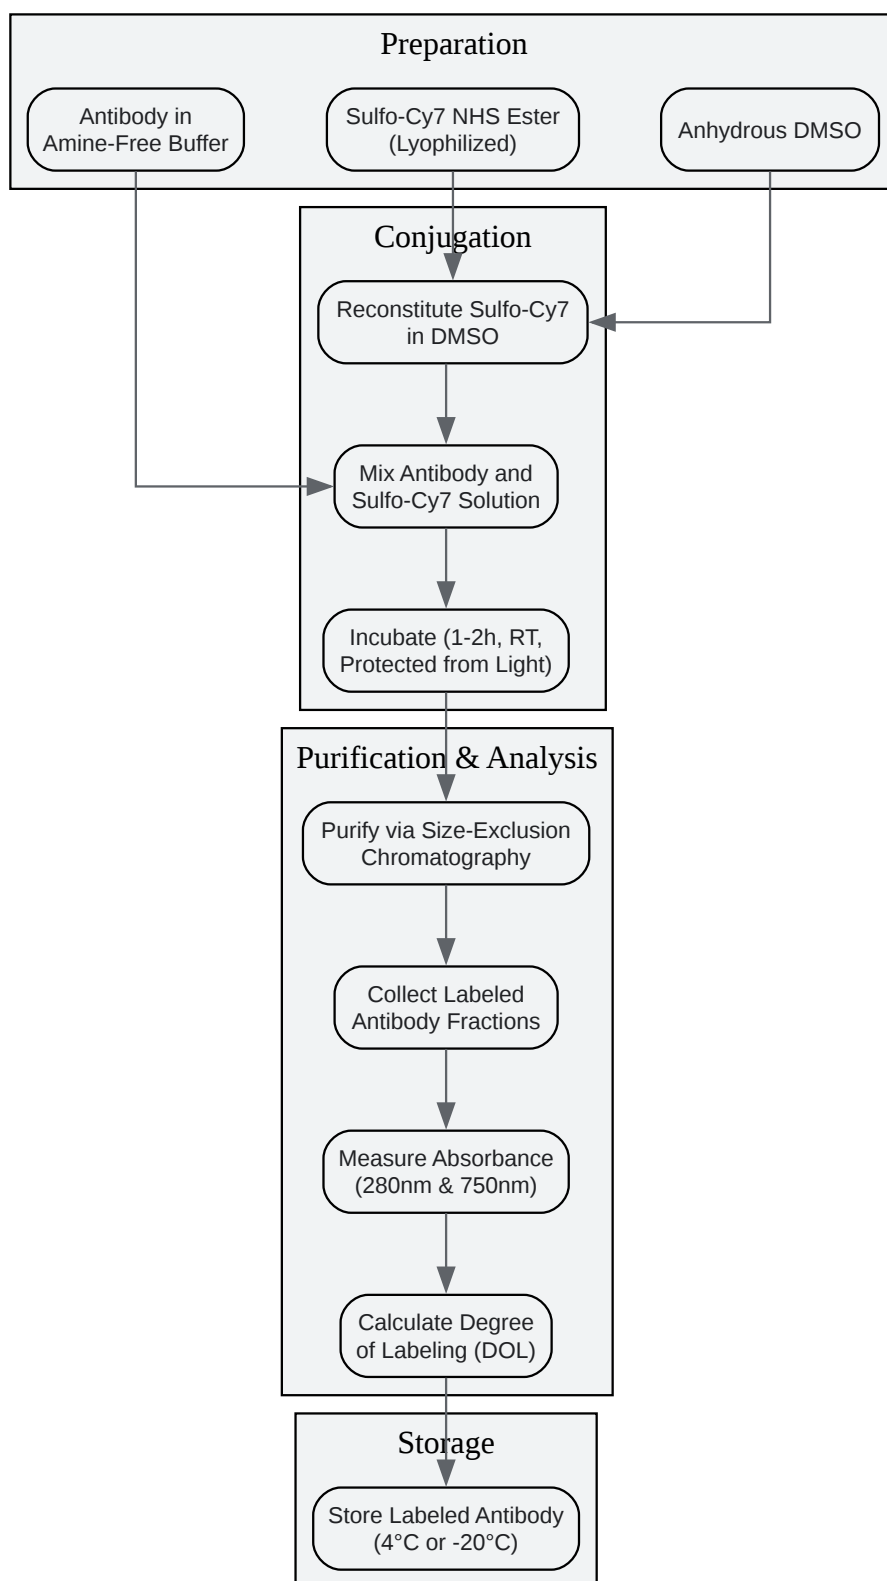 Preparation
Antibody in
Amine-Free Buffer
Sulfo-Cy7 NHS Ester
(Lyophilized)
Anhydrous DMSO
Conjugation
Reconstitute Sulfo-Cy7
in DMSO
Mix Antibody and
Sulfo-Cy7 Solution
Incubate (1-2h, RT,
Protected from Light)
Purification & Analysis
Purify via Size-Exclusion
Chromatography
Collect Labeled
Antibody Fractions
Measure Absorbance
(280nm & 750nm)
Calculate Degree
of Labeling (DOL)
Storage
Store Labeled Antibody
(4°C or -20°C)